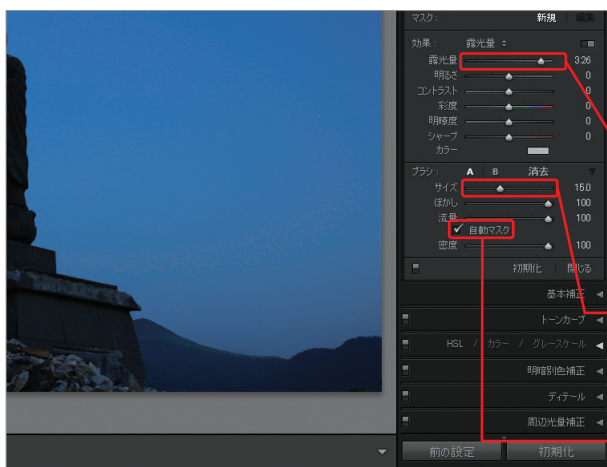 マスク： 新規 編集
効果： 露光量
露光量 3.26
明るさ 0
コントラスト 0
彩度 0
明瞭度 0
シャープ 0
カラー
ブラシ： A B 消去
サイズ 15.0
ぼかし 100
流量 100
自動マスク
密度 100
初期化 閉じる
基本補正
トーンカーブ
HSL / カラー / グレースケール
明暗別色補正
ディテール
周辺光量補正
前の設定 初期化